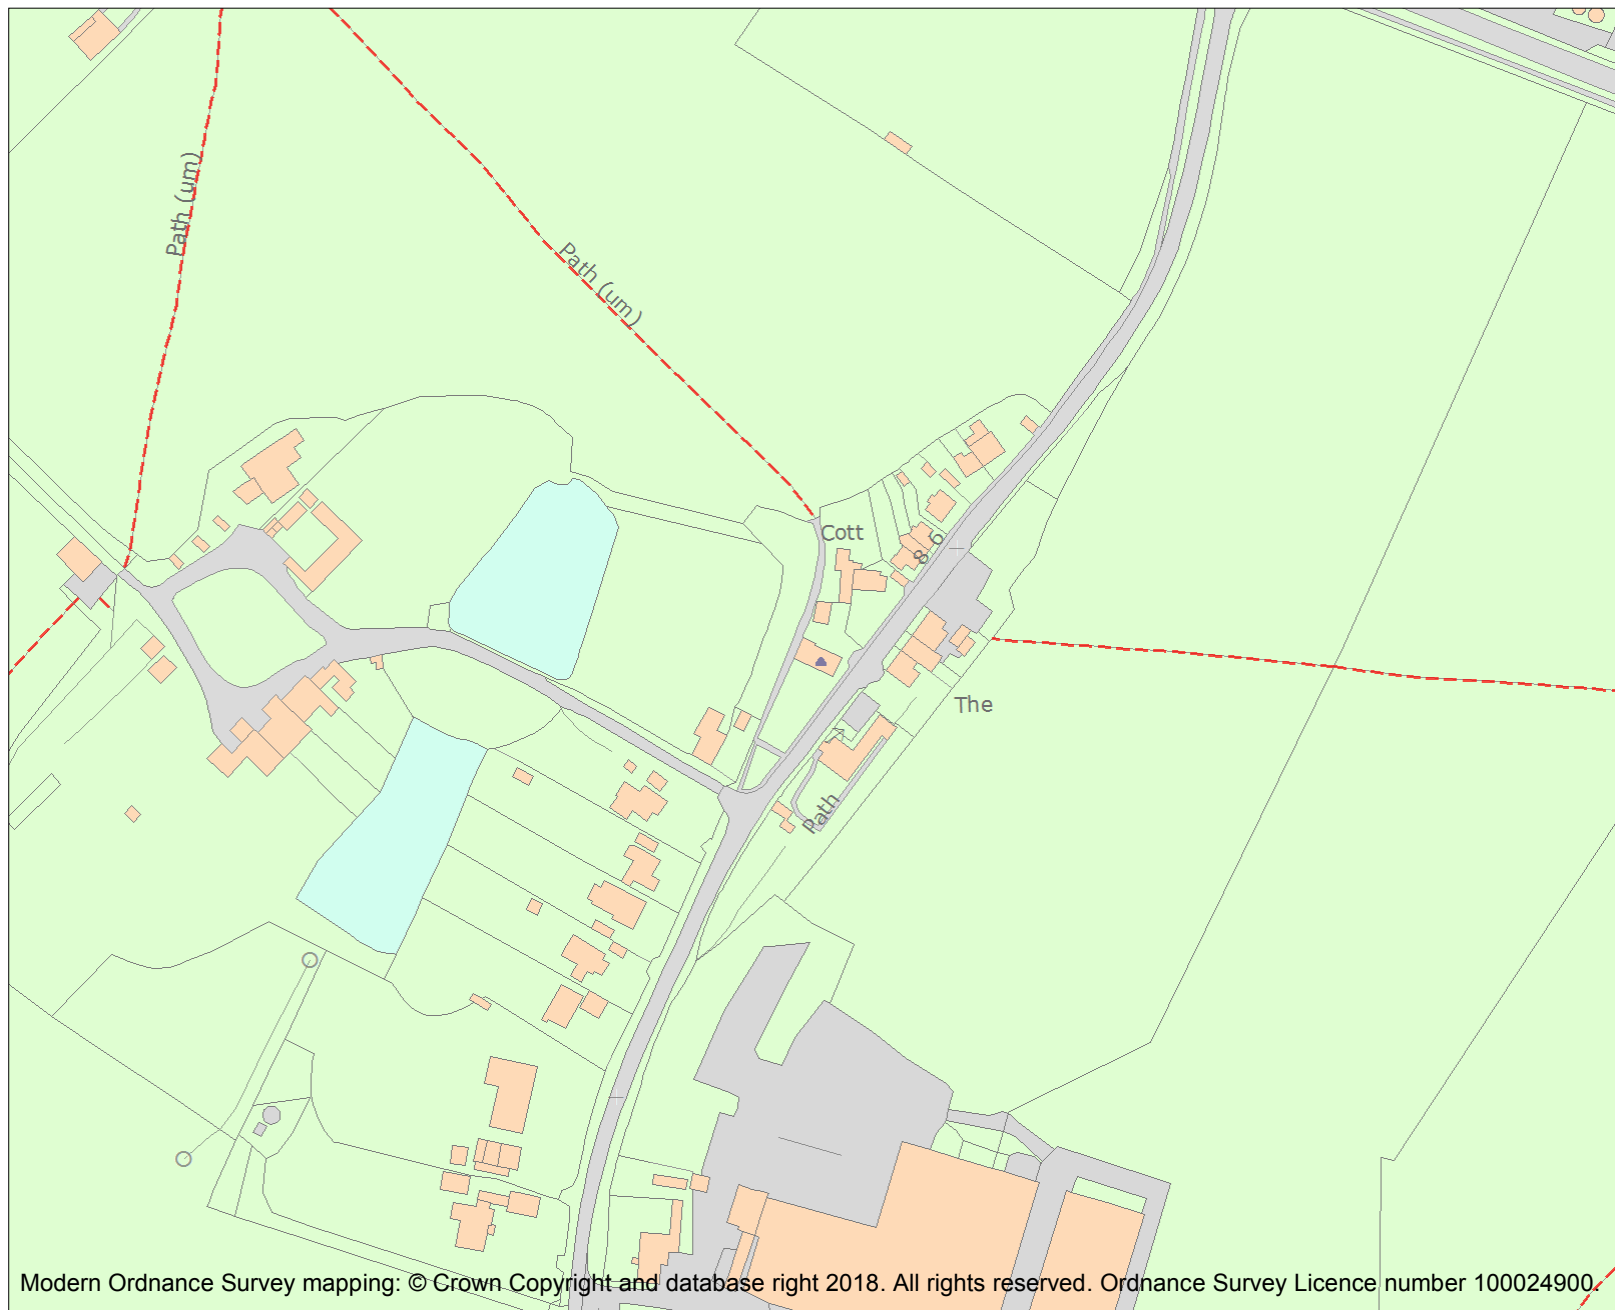 Path (um)
Path (um)
Cott
8
6
The
Path
Modern Ordnance Survey mapping: © Crown Copyright and database right 2018. All rights reserved. Ordnance Survey Licence number 100024900.